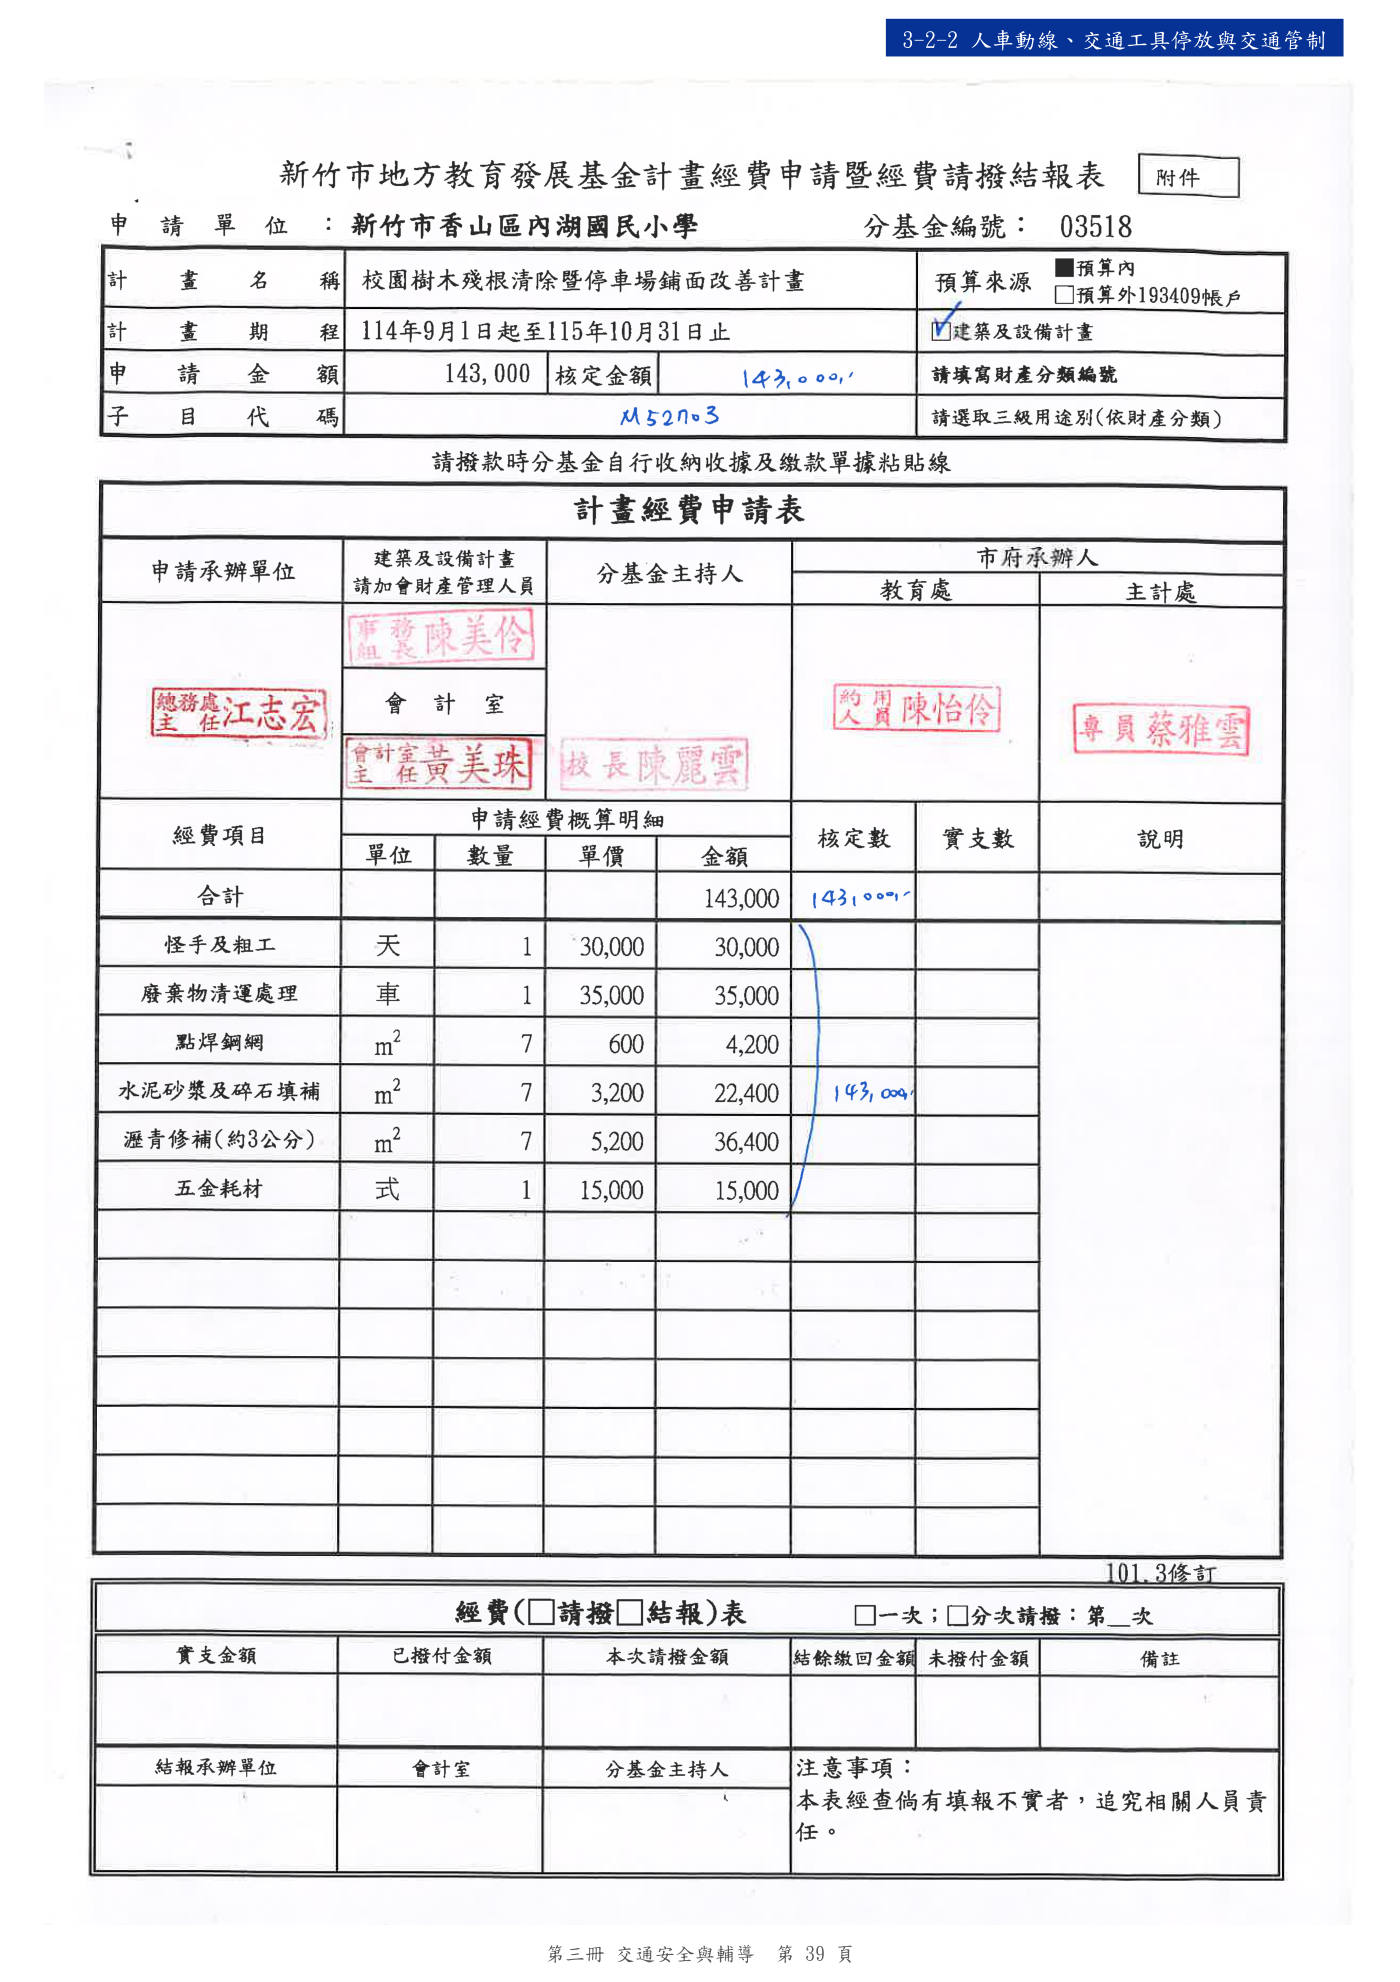 3-2-2 人車動線、交通工具停放與交通管制
新竹市地方教育發展基金計畫經費申請暨經費請撥結報表 附件
申請單位：新竹市香山區內湖國民小學 分基金編號： 03518
計畫名稱 校園樹木殘根清除暨停車場鋪面改善計畫 預算來源 ■預算內
□預算外193409帳戶
計畫期程 114年9月1日起至115年10月31日止 □建築及設備計畫
申請金額 143,000 核定金額 143,000.- 請填寫財產分類編號
子目代碼 M52703 請選取三級用途別(依財產分類)
請撥款時分基金自行收納收據及繳款單據粘貼線
計畫經費申請表
申請承辦單位 建築及設備計畫 請加會財產管理人員 分基金主持人 市府承辦人
教育處 主計處
事務組長 陳美伶
總務處主任 江志宏 會計室 約用人員 陳怡伶 專員 蔡雅雲
會計室主任 黃美珠 校長 陳麗雲
經費項目 申請經費概算明細 核定數 實支數 說明
單位 數量 單價 金額
合計 143,000 143,000.-
怪手及粗工 天 1 30,000 30,000
廢棄物清運處理 車 1 35,000 35,000
點焊鋼網 m² 7 600 4,200
水泥砂漿及碎石填補 m² 7 3,200 22,400 143,000.-
瀝青修補(約3公分) m² 7 5,200 36,400
五金耗材 式 1 15,000 15,000
101.3修訂
經費(□請撥□結報)表 □一次；□分次請撥：第__次
實支金額 已撥付金額 本次請撥金額 結餘繳回金額 未撥付金額 備註
結報承辦單位 會計室 分基金主持人 注意事項：
本表經查倘有填報不實者，追究相關人員責
任。
第三冊 交通安全與輔導 第 39 頁